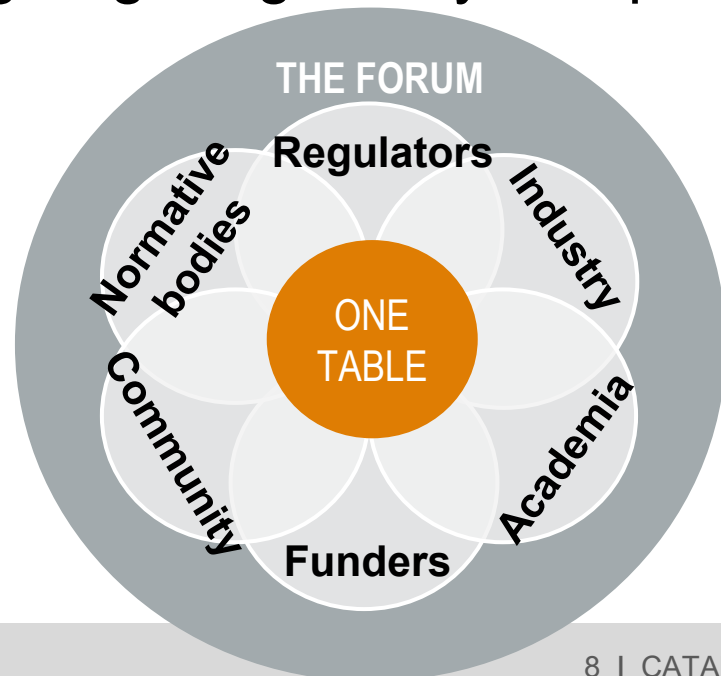 THE FORUM
Regulators
Normative
bodies
Industry
ONE
TABLE
Community
Academia
Funders
8 | CATA